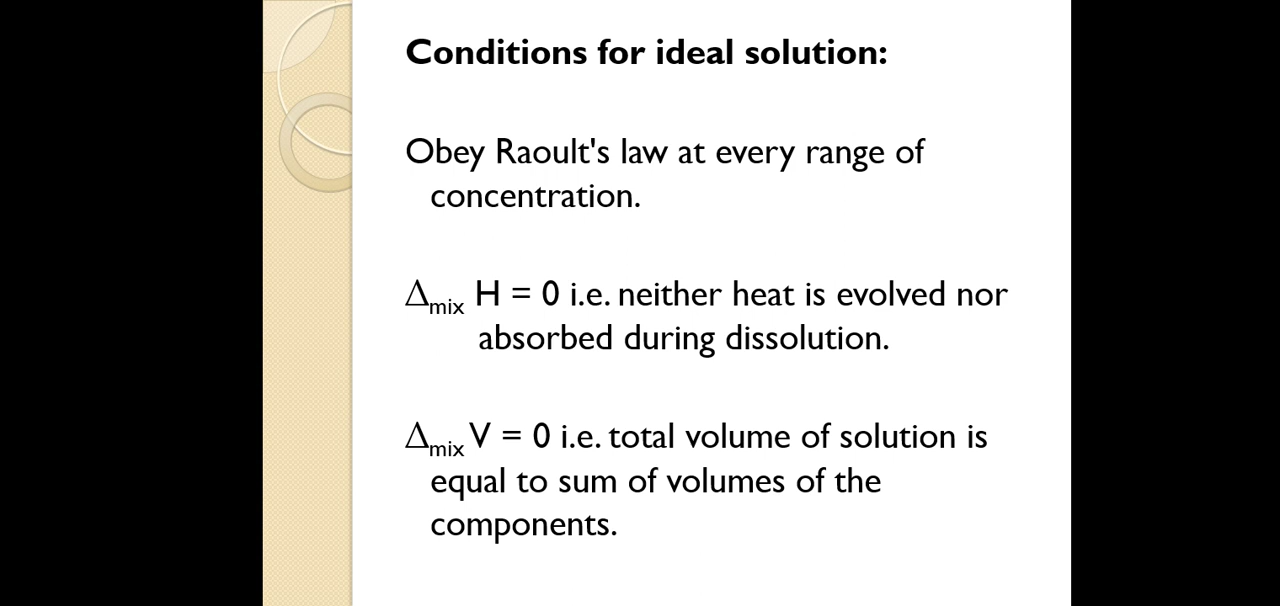 Conditions for ideal solution:
Obey Raoult's law at every range of
concentration.
Δmix H = 0 i.e. neither heat is evolved nor
absorbed during dissolution.
Δmix V = 0 i.e. total volume of solution is
equal to sum of volumes of the
components.